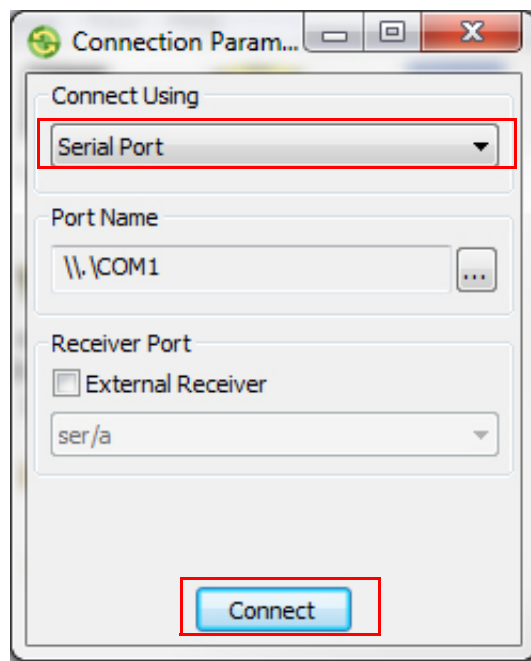 Connection Param...
Connect Using
Serial Port
Port Name
\\.\COM1
...
Receiver Port
External Receiver
ser/a
Connect